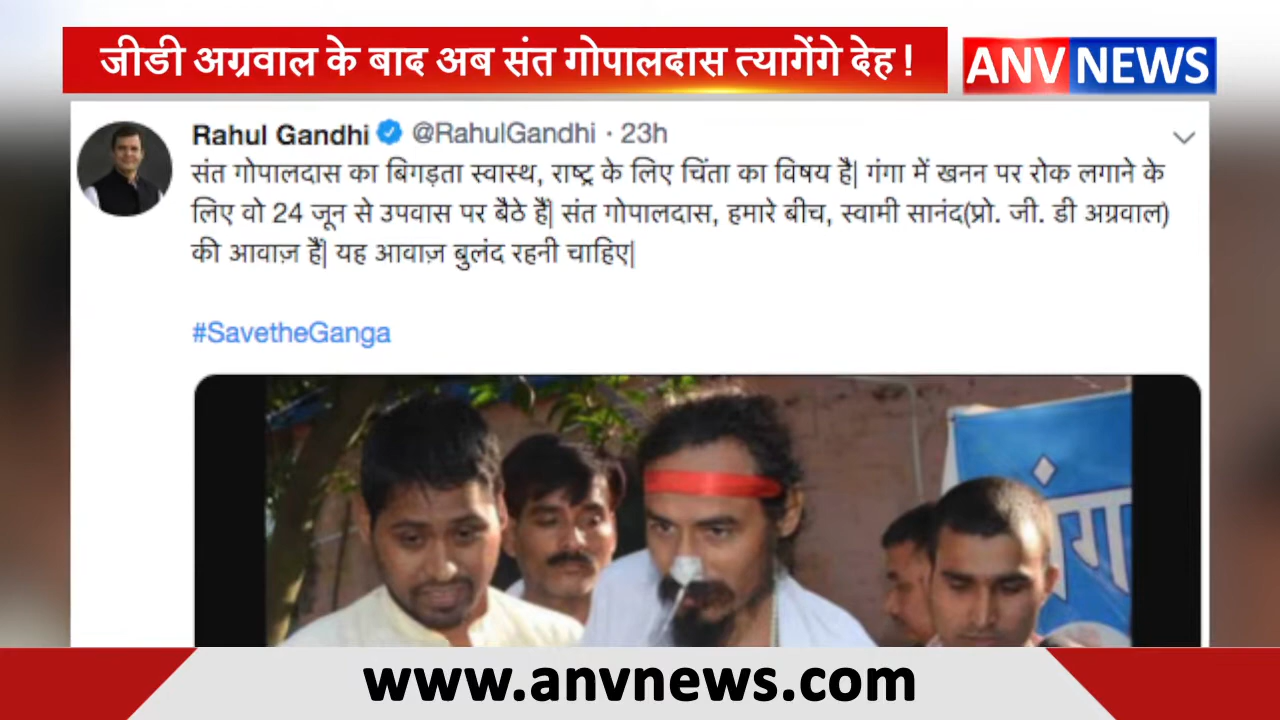 जीडी अग्रवाल के बाद अब संत गोपालदास त्यागेंगे देह !
ANV NEWS
Rahul Gandhi @RahulGandhi · 23h
संत गोपालदास का बिगड़ता स्वास्थ, राष्ट्र के लिए चिंता का विषय है| गंगा में खनन पर रोक लगाने के
लिए वो 24 जून से उपवास पर बैठे हैं| संत गोपालदास, हमारे बीच, स्वामी सानंद(प्रो. जी. डी अग्रवाल)
की आवाज़ हैं| यह आवाज़ बुलंद रहनी चाहिए|
#SavetheGanga
www.anvnews.com